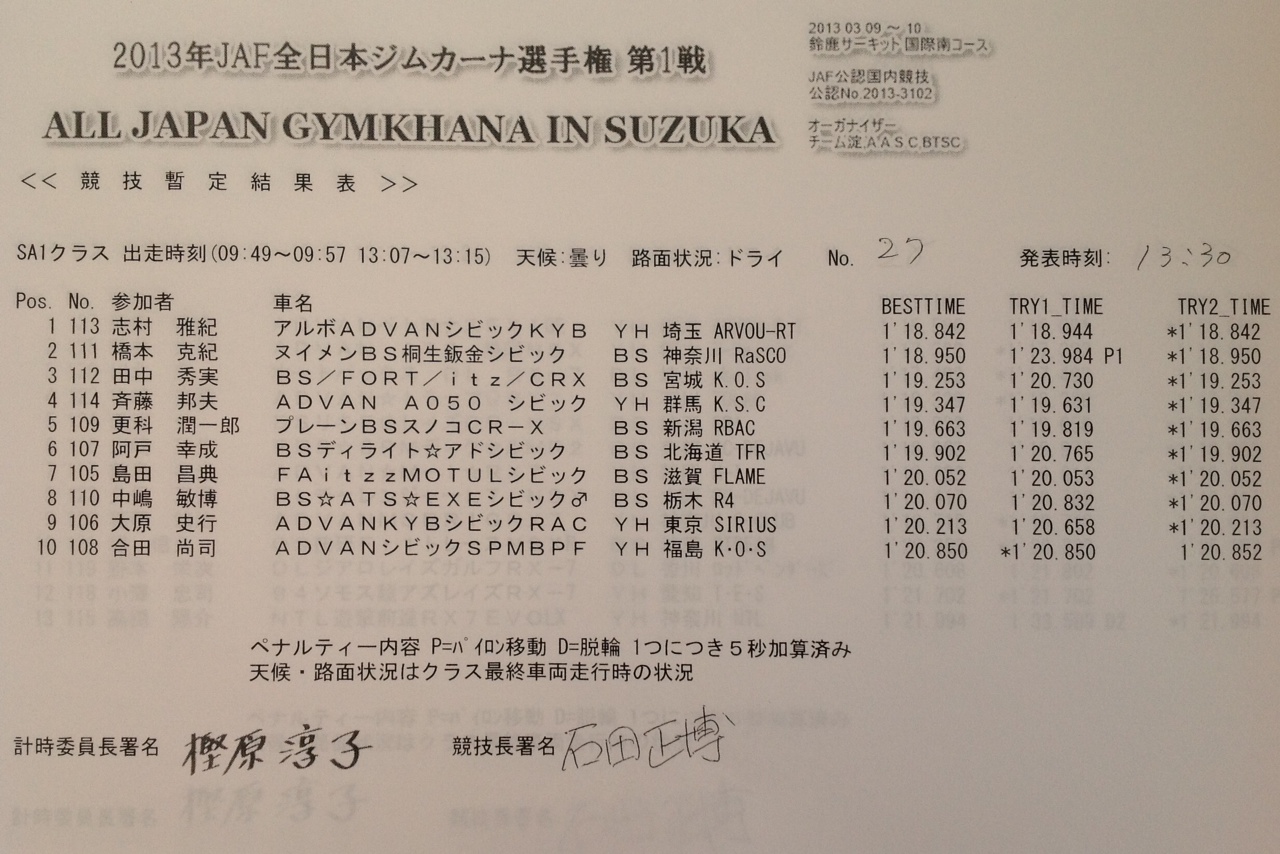 2013年JAF全日本ジムカーナ選手権 第1戦
ALL JAPAN GYMKHANA IN SUZUKA
2013 03 09 ～ 10
鈴鹿サーキット 国際南コース
JAF公認国内競技
公認No.2013-3102
オーガナイザー
チーム淀,A A S C,BTSC
<< 競技暫定結果表 >>
SA1クラス 出走時刻(09:49～09:57 13:07～13:15) 天候:曇り 路面状況:ドライ No. 27 発表時刻: 13:30
Pos. No. 参加者 車名 BESTTIME TRY1_TIME TRY2_TIME
1 113 志村 雅紀 アルボＡＤＶＡＮシビックＫＹＢ ＹＨ 埼玉 ARVOU-RT 1'18.842 1'18.944 *1'18.842
2 111 橋本 克紀 ヌイメンＢＳ桐生鈑金シビック ＢＳ 神奈川 RaSCO 1'18.950 1'23.984 P1 *1'18.950
3 112 田中 秀実 ＢＳ／ＦＯＲＴ／ｉｔｚ／ＣＲＸ ＢＳ 宮城 K.O.S 1'19.253 1'20.730 *1'19.253
4 114 斉藤 邦夫 ＡＤＶＡＮ Ａ０５０ シビック ＹＨ 群馬 K.S.C 1'19.347 1'19.631 *1'19.347
5 109 更科 潤一郎 プレーンＢＳスノコＣＲ－Ｘ ＢＳ 新潟 RBAC 1'19.663 1'19.819 *1'19.663
6 107 阿戸 幸成 ＢＳディライト☆アドシビック ＢＳ 北海道 TFR 1'19.902 1'20.765 *1'19.902
7 105 島田 昌典 ＦＡｉｔｚｚＭＯＴＵＬシビック ＢＳ 滋賀 FLAME 1'20.052 1'20.053 *1'20.052
8 110 中嶋 敏博 ＢＳ☆ＡＴＳ☆ＥＸＥシビック♂ ＢＳ 栃木 R4 1'20.070 1'20.832 *1'20.070
9 106 大原 史行 ＡＤＶＡＮＫＹＢシビックＲＡＣ ＹＨ 東京 SIRIUS 1'20.213 1'20.658 *1'20.213
10 108 合田 尚司 ＡＤＶＡＮシビックＳＰＭＢＰＦ ＹＨ 福島 K･O･S 1'20.850 *1'20.850 1'20.852
ペナルティー内容 P=ﾊﾟｲﾛﾝ移動 D=脱輪 1つにつき５秒加算済み
天候・路面状況はクラス最終車両走行時の状況
計時委員長署名 樫原淳子 競技長署名 石田正博